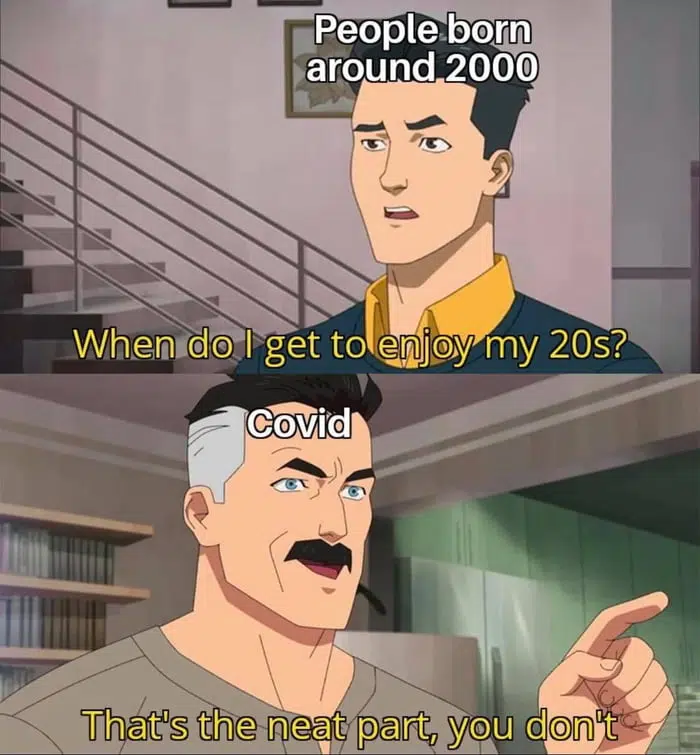 People born
around 2000
When do I get to enjoy my 20s?
Covid
That's the neat part, you don't